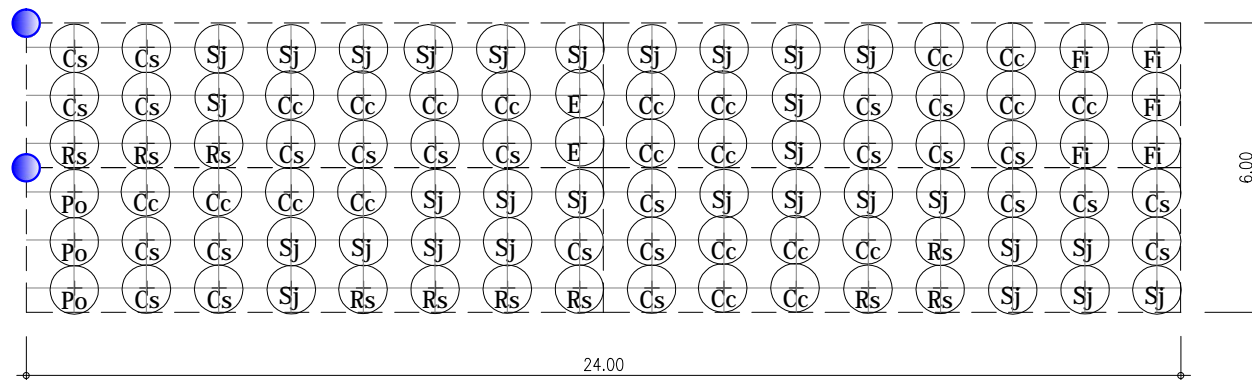 Cs Cs Sj Sj Sj Sj Sj Sj Sj Sj Sj Sj Cc Cc Fi Fi
Cs Cs Sj Cc Cc Cc Cc E Cc Cc Sj Cs Cs Cc Cc Fi
Rs Rs Rs Cs Cs Cs Cs E Cc Cc Sj Cs Cs Cs Fi Fi
Po Cc Cc Cc Cc Sj Sj Sj Cs Sj Sj Sj Sj Cs Cs Cs
Po Cs Cs Sj Sj Sj Sj Cs Cs Cc Cc Cc Rs Sj Sj Cs
Po Cs Cs Sj Rs Rs Rs Rs Cs Cc Cc Rs Rs Sj Sj Sj
6.00
24.00